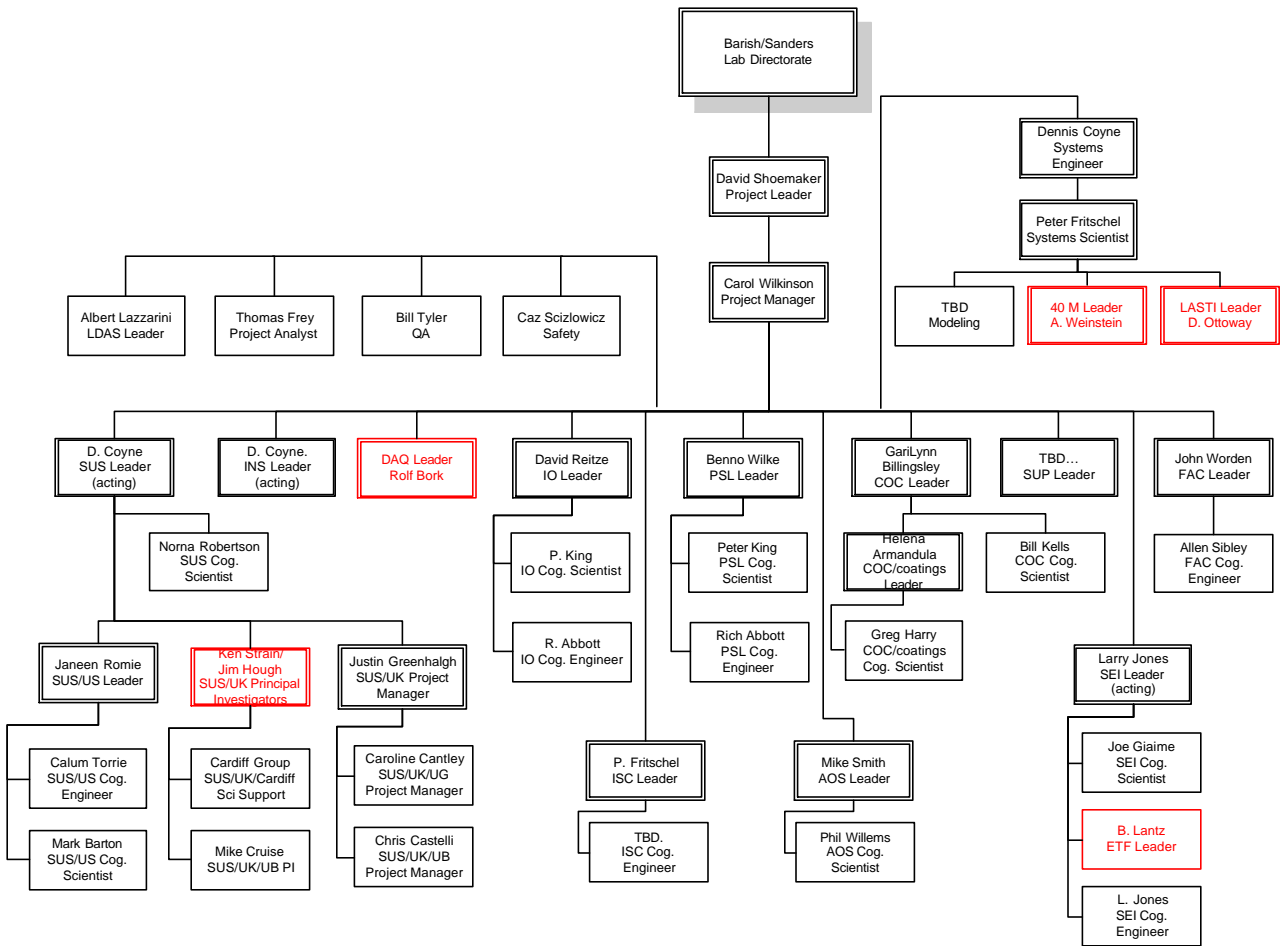 Barish/Sanders
Lab Directorate
Dennis Coyne
Systems
Engineer
David Shoemaker
Project Leader
Peter Fritschel
Systems Scientist
Carol Wilkinson
Project Manager
Albert Lazzarini
LDAS Leader
Thomas Frey
Project Analyst
Bill Tyler
QA
Caz Scizlowicz
Safety
TBD
Modeling
40 M Leader
A. Weinstein
LASTI Leader
D. Ottoway
D. Coyne
SUS Leader
(acting)
D. Coyne.
INS Leader
(acting)
DAQ Leader
Rolf Bork
David Reitze
IO Leader
Benno Wilke
PSL Leader
GariLynn
Billingsley
COC Leader
TBD...
SUP Leader
John Worden
FAC Leader
Norna Robertson
SUS Cog.
Scientist
P. King
IO Cog. Scientist
Peter King
PSL Cog.
Scientist
Helena
Armandula
COC/coatings
Leader
Bill Kells
COC Cog.
Scientist
Allen Sibley
FAC Cog.
Engineer
Janeen Romie
SUS/US Leader
Ken Strain/
Jim Hough
SUS/UK Principal
Investigators
Justin Greenhalgh
SUS/UK Project
Manager
R. Abbott
IO Cog. Engineer
Rich Abbott
PSL Cog.
Engineer
Greg Harry
COC/coatings
Cog. Scientist
Larry Jones
SEI Leader
(acting)
Calum Torrie
SUS/US Cog.
Engineer
Cardiff Group
SUS/UK/Cardiff
Sci Support
Caroline Cantley
SUS/UK/UG
Project Manager
P. Fritschel
ISC Leader
Mike Smith
AOS Leader
Joe Giaime
SEI Cog.
Scientist
Mark Barton
SUS/US Cog.
Scientist
Mike Cruise
SUS/UK/UB PI
Chris Castelli
SUS/UK/UB
Project Manager
TBD.
ISC Cog.
Engineer
Phil Willems
AOS Cog.
Scientist
B. Lantz
ETF Leader
L. Jones
SEI Cog.
Engineer